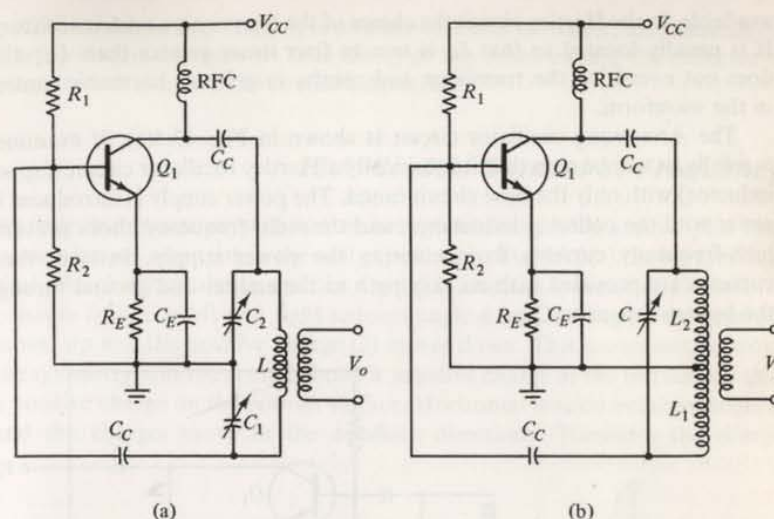 V_CC
RFC
R_1
C_C
Q_1
R_2
R_E
C_E
C_2
L
V_o
C_1
C_C
(a)
V_CC
RFC
R_1
C_C
Q_1
R_2
R_E
C_E
C
L_2
V
L_1
C_C
(b)